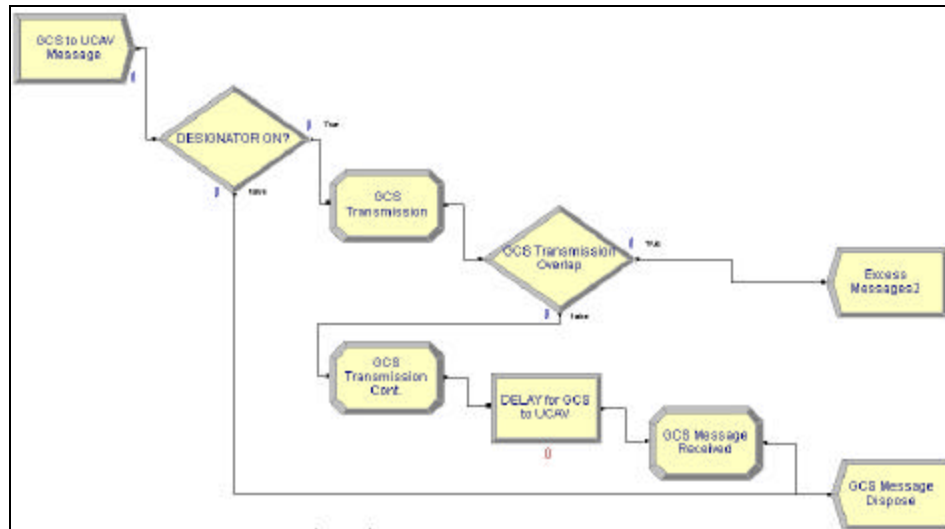 GCS to UCAV
Message
DESIGNATOR ON?
True
False
GCS
Transmission
GCS Transmission
Overlap
True
False
Excess
Messages2
GCS
Transmission
Cont.
DELAY for GCS
to UCAV
0
GCS Message
Received
GCS Message
Dispose